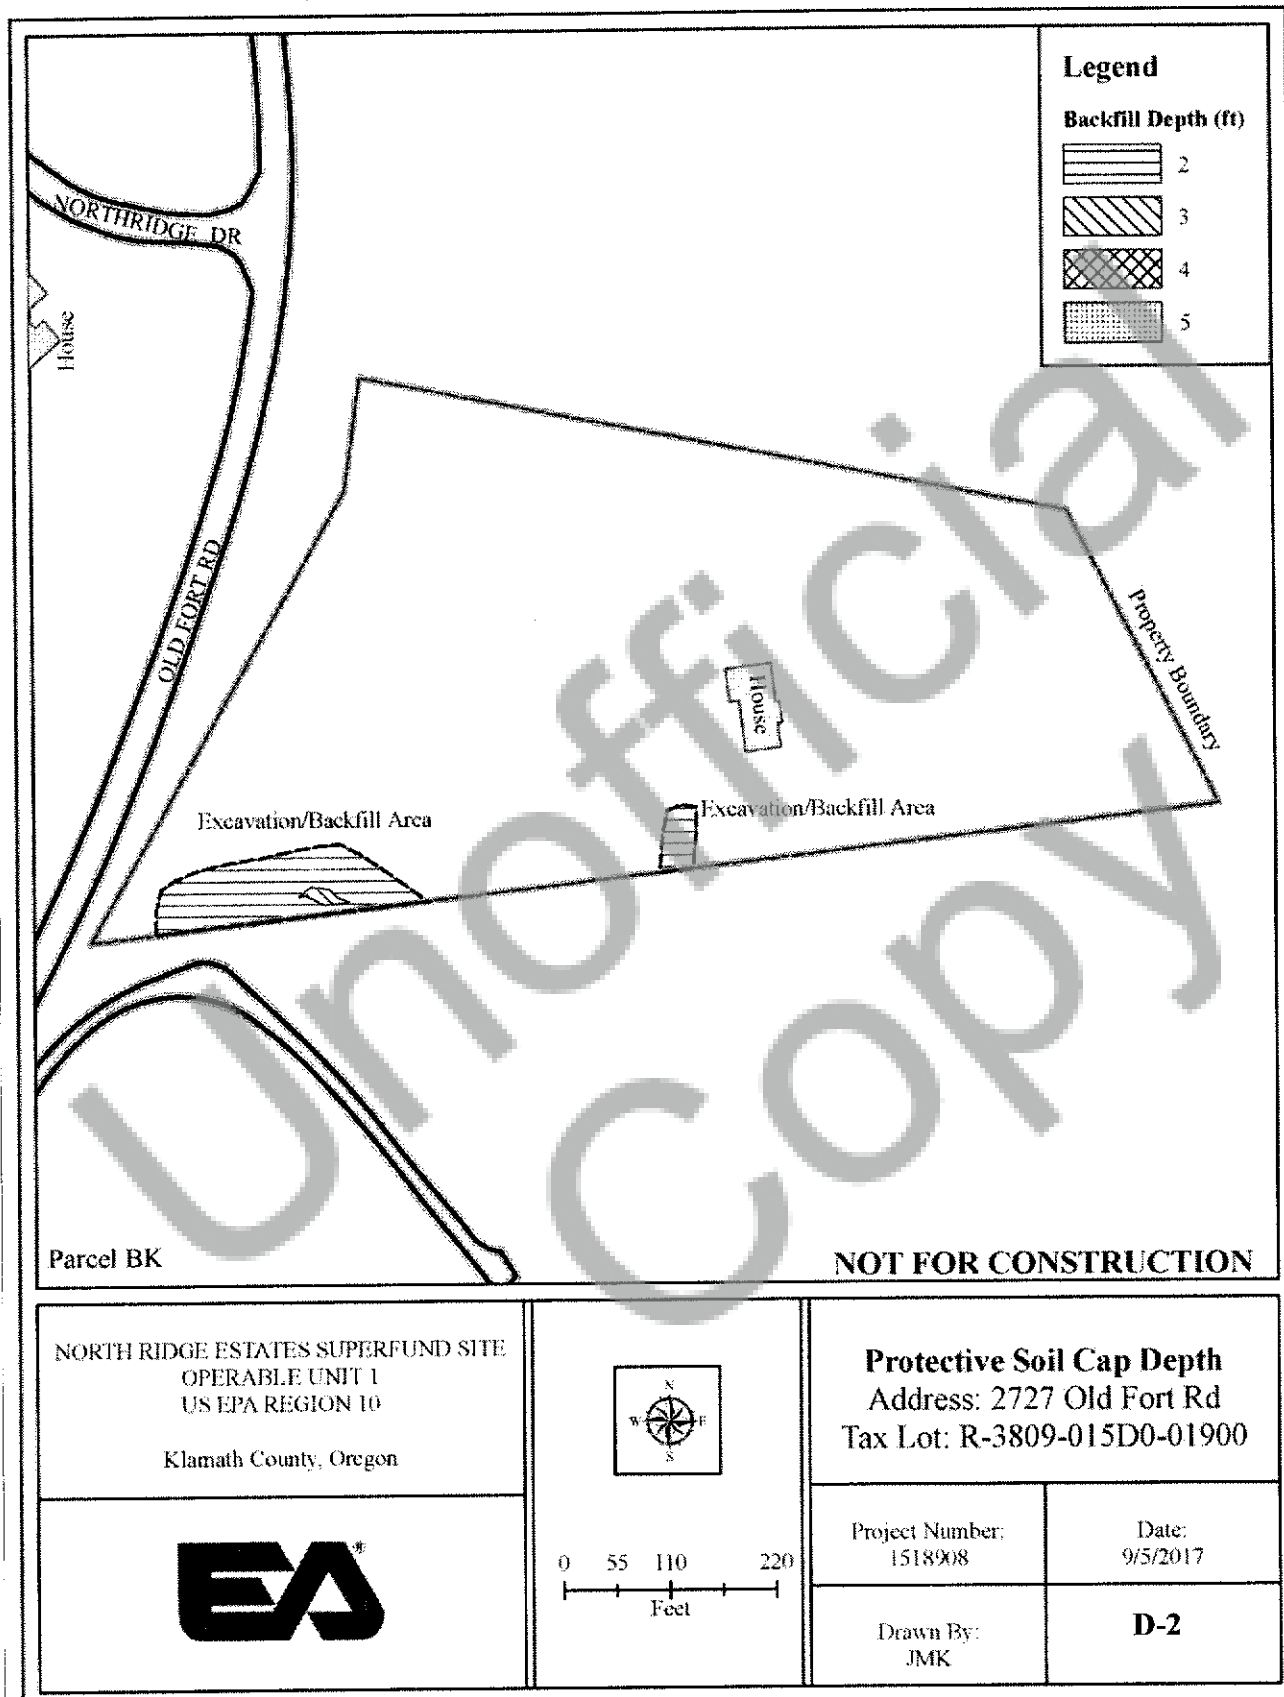 Legend
Backfill Depth (ft)
2
3
4
5
NORTHRIDGE DR
House
OLD FORT RD
Property Boundary
House
Excavation/Backfill Area
Excavation/Backfill Area
Unofficial
Copy
Parcel BK
NOT FOR CONSTRUCTION
NORTH RIDGE ESTATES SUPERFUND SITE
OPERABLE UNIT 1
US EPA REGION 10
Klamath County, Oregon
EA®
N
W E
S
0 55 110 220
Feet
Protective Soil Cap Depth
Address: 2727 Old Fort Rd
Tax Lot: R-3809-015D0-01900
Project Number:
1518908
Date:
9/5/2017
Drawn By:
JMK
D-2